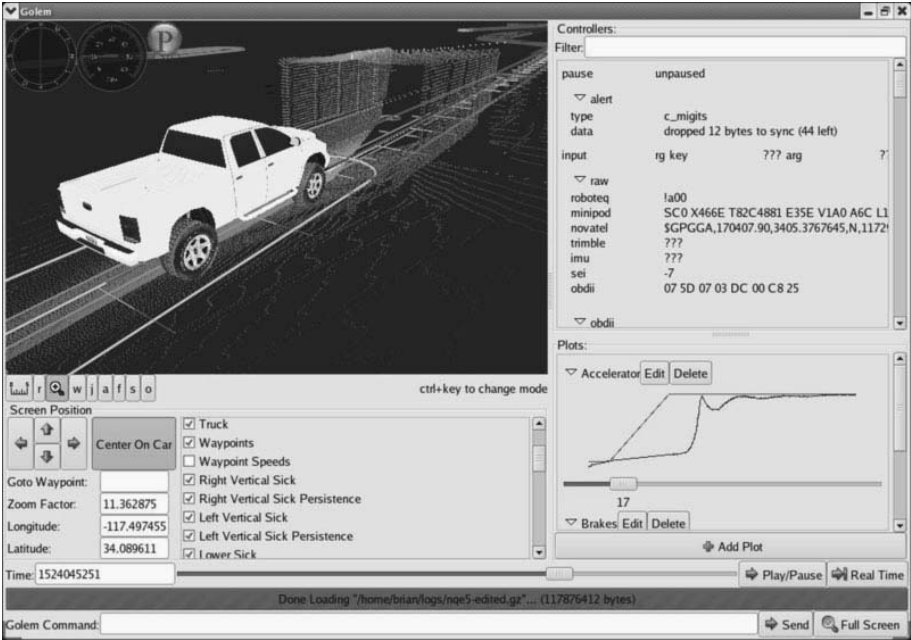 Golem
P
Controllers:
Filter:
pause unpaused
alert
type c_migits
data dropped 12 bytes to sync (44 left)
input rg key ??? arg ??
raw
roboteq !a00
minipod SC0 X466E T82C4881 E35E V1A0 A6C L1
novatel $GPGGA,170407.90,3405.3767645,N,1172
trimble ???
imu ???
sei -7
obdii 07 5D 07 03 DC 00 C8 25
obdii
Plots:
Accelerator Edit Delete
17
Brakes Edit Delete
Add Plot
r w j a f s o ctrl+key to change mode
Screen Position
Center On Car
Goto Waypoint:
Zoom Factor: 11.362875
Longitude: -117.497455
Latitude: 34.089611
Truck
Waypoints
Waypoint Speeds
Right Vertical Sick
Right Vertical Sick Persistence
Left Vertical Sick
Left Vertical Sick Persistence
Lower Sick
Time: 1524045251 Play/Pause Real Time
Done Loading "/home/brian/logs/nqe5-edited.gz"... (117876412 bytes)
Golem Command: Send Full Screen